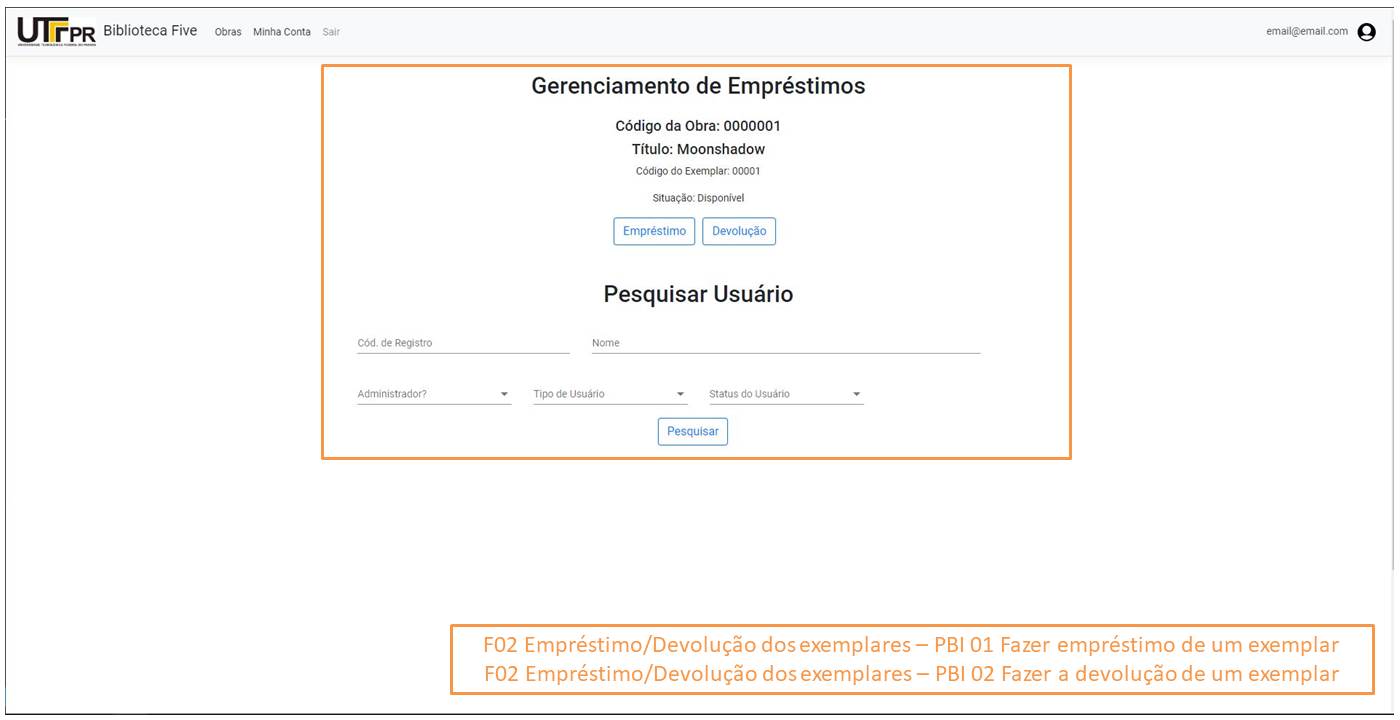 UTFPR
Biblioteca Five Obras Minha Conta Sair email@email.com
Gerenciamento de Empréstimos
Código da Obra: 0000001
Título: Moonshadow
Código do Exemplar: 00001
Situação: Disponível
Empréstimo Devolução
Pesquisar Usuário
Cód. de Registro Nome
Administrador? Tipo de Usuário Status do Usuário
Pesquisar
F02 Empréstimo/Devolução dos exemplares – PBI 01 Fazer empréstimo de um exemplar
F02 Empréstimo/Devolução dos exemplares – PBI 02 Fazer a devolução de um exemplar